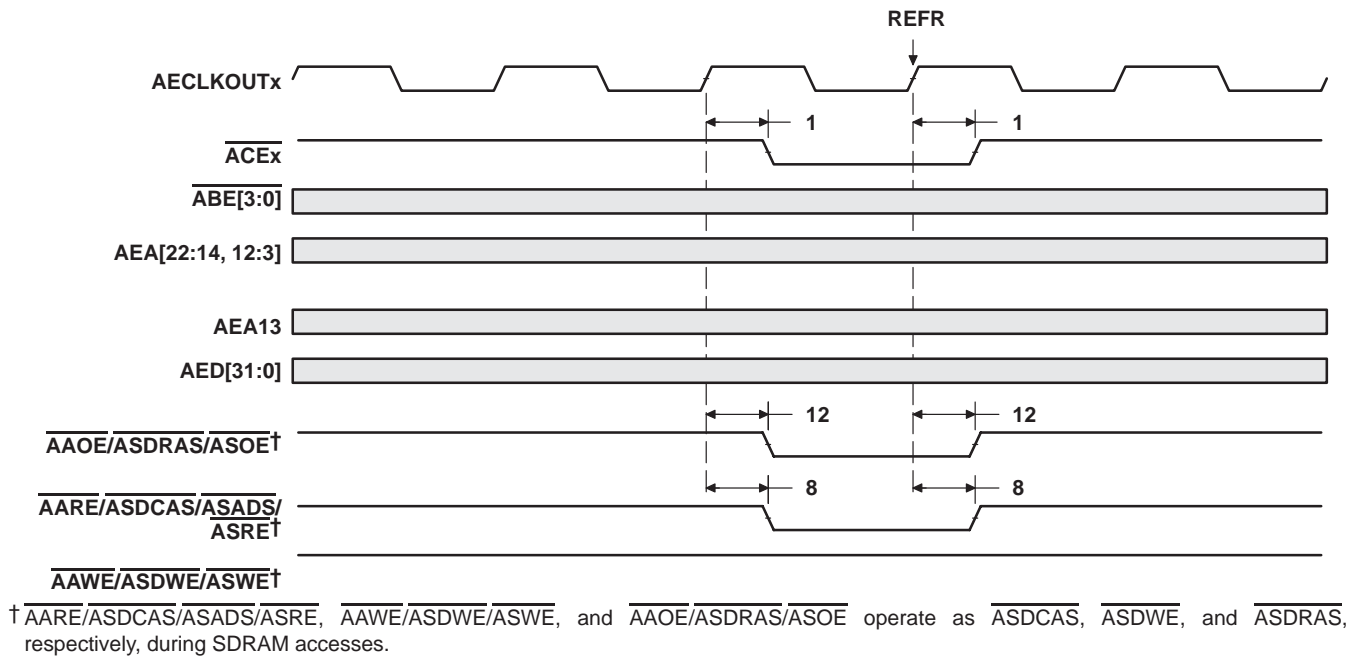 REFR
AECLKOUTx
1 1
ACEx
ABE[3:0]
AEA[22:14, 12:3]
AEA13
AED[31:0]
12 12
AAOE/ASDRAS/ASOE†
8 8
AARE/ASDCAS/ASADS/
ASRE†
AAWE/ASDWE/ASWE†
† AARE/ASDCAS/ASADS/ASRE, AAWE/ASDWE/ASWE, and AAOE/ASDRAS/ASOE operate as ASDCAS, ASDWE, and ASDRAS,
respectively, during SDRAM accesses.